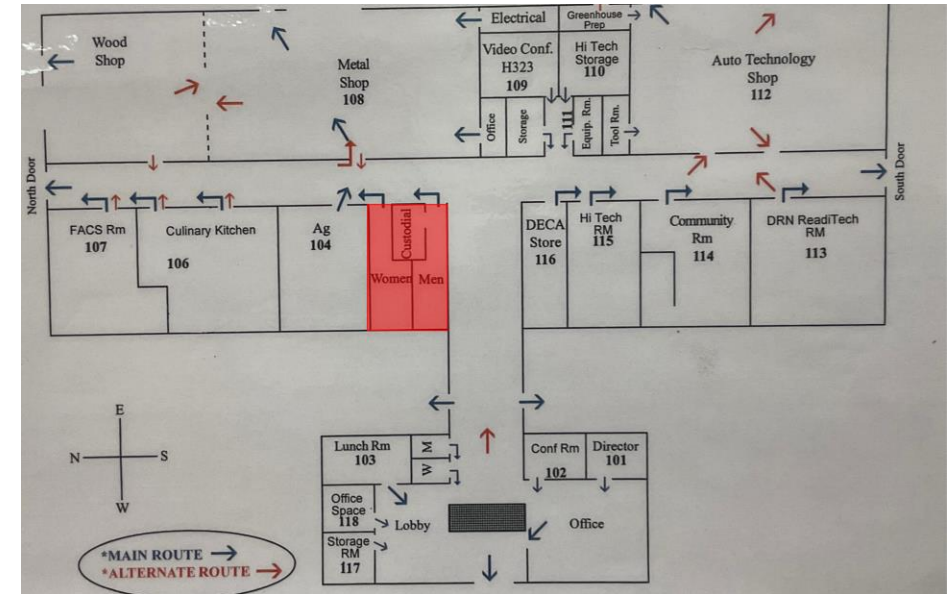 Electrical
Greenhouse
Prep
Wood
Shop
Metal
Shop
108
Video Conf.
H323
109
Hi Tech
Storage
110
Auto Technology
Shop
112
Office
Storage
111
Equip. Rm.
Tool Rm.
North Door
South Door
FACS Rm
107
Culinary Kitchen
106
Ag
104
Custodial
Women
Men
DECA
Store
116
Hi Tech
RM
115
Community
Rm
114
DRN ReadiTech
RM
113
E
N
S
W
Lunch Rm
103
M
W
Conf Rm
102
Director
101
Office
Space
118
Lobby
Office
Storage
RM
117
*MAIN ROUTE
*ALTERNATE ROUTE